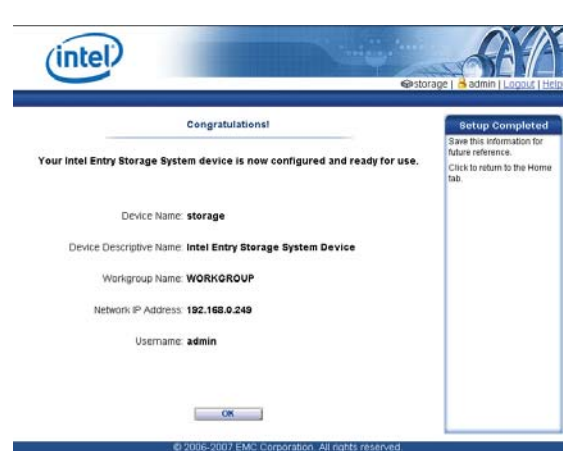 intel
storage | admin | Logout | Help
Congratulations!
Your Intel Entry Storage System device is now configured and ready for use.
Device Name: storage
Device Descriptive Name: Intel Entry Storage System Device
Workgroup Name: WORKGROUP
Network IP Address: 192.168.0.249
Username: admin
OK
Setup Completed
Save this information for
future reference.
Click to return to the Home
tab.
© 2006-2007 EMC Corporation. All rights reserved.